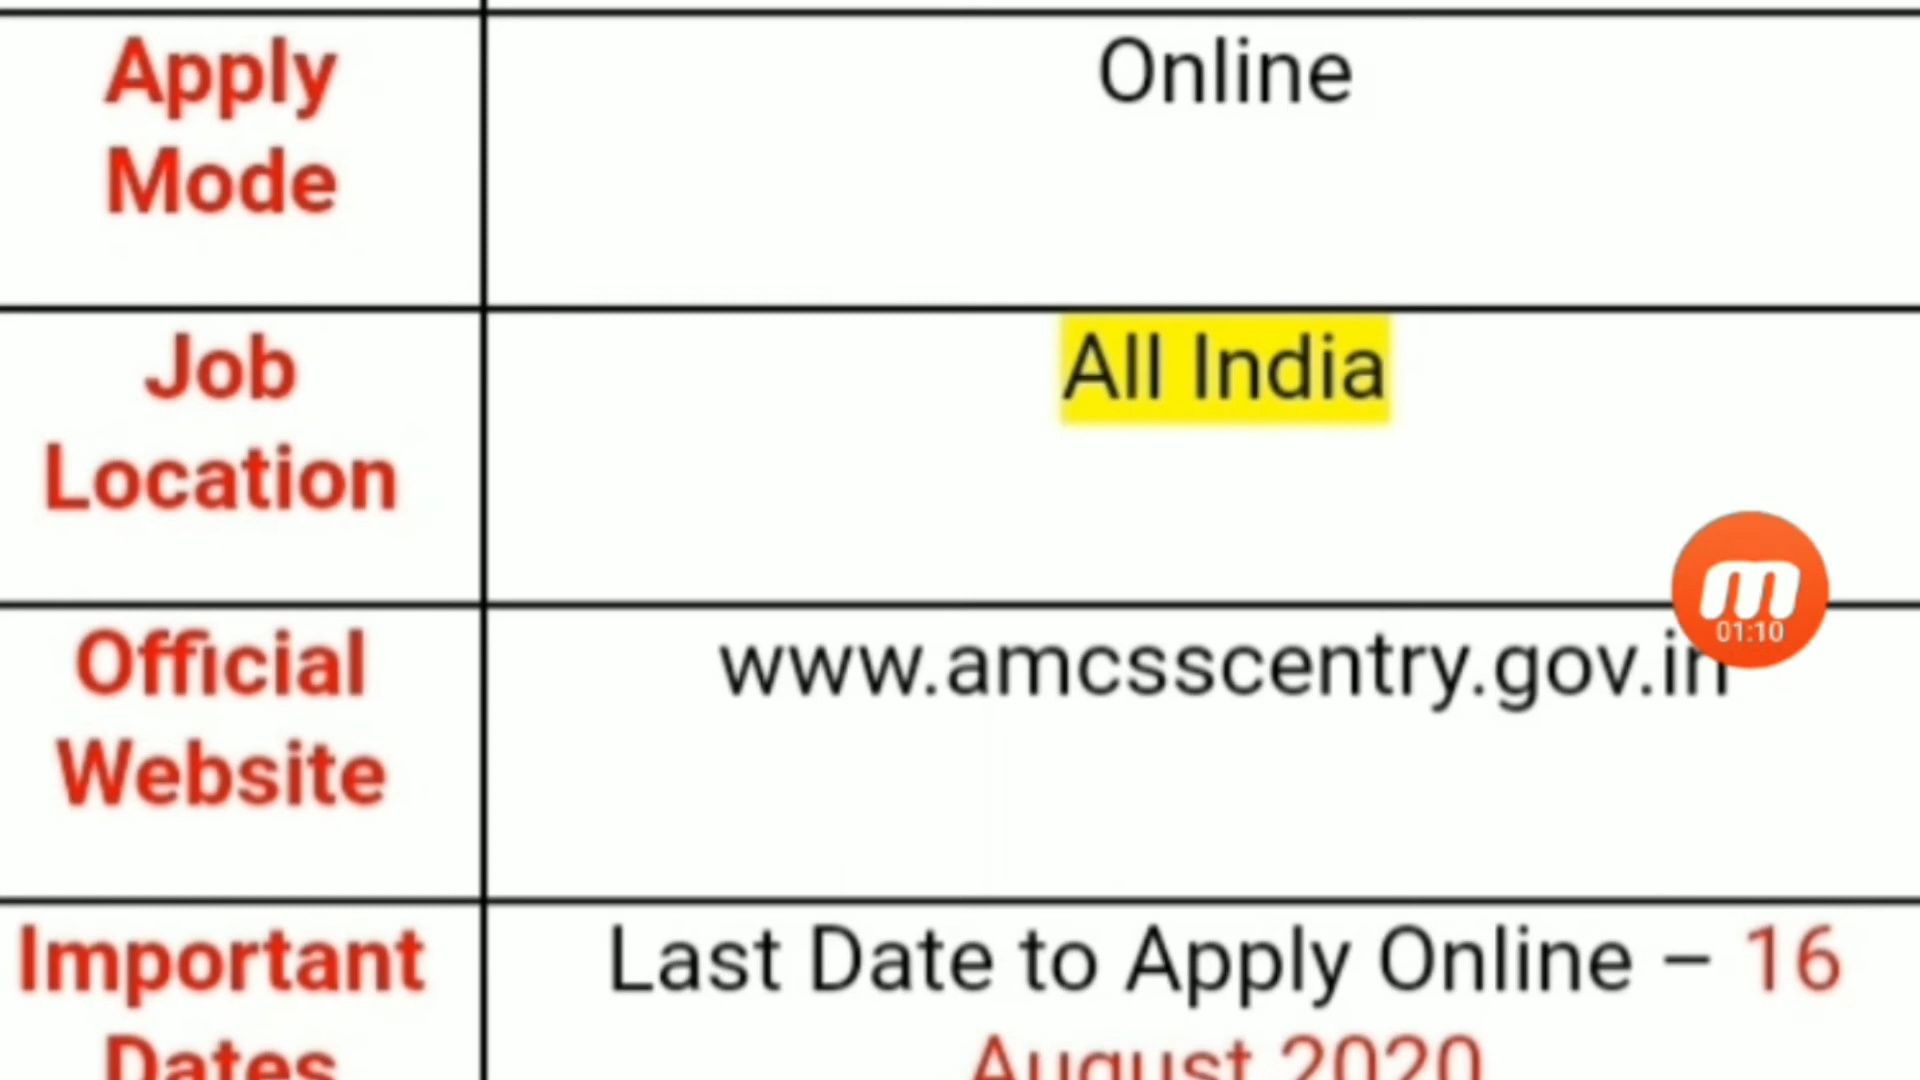 Apply
Mode
Online
Job
Location
All India
01:10
Official
Website
www.amcsscentry.gov.in
Important
Dates
Last Date to Apply Online – 16
August 2020